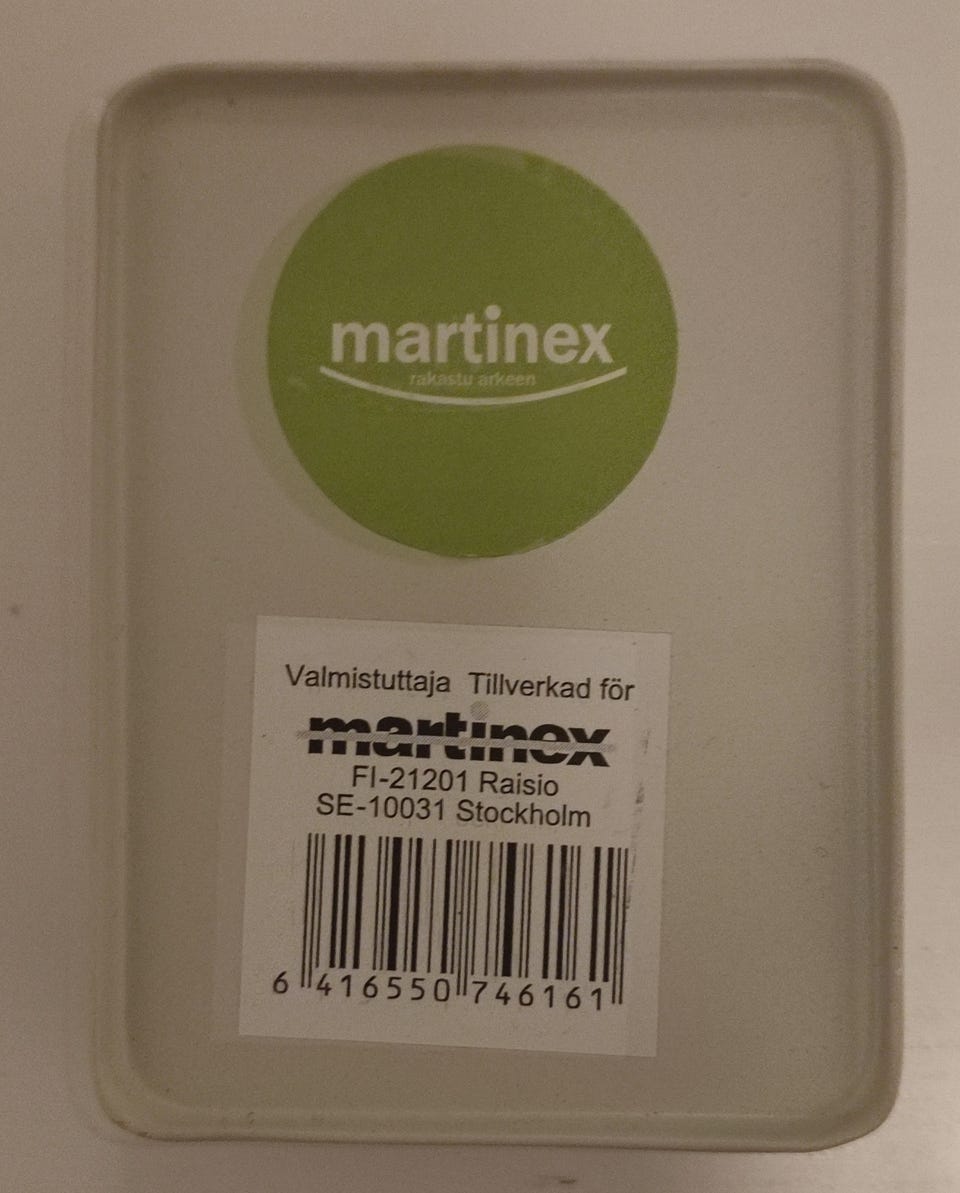 martinex
rakastu arkeen
Valmistuttaja Tillverkad för
martinex
FI-21201 Raisio
SE-10031 Stockholm
6 416550 746161